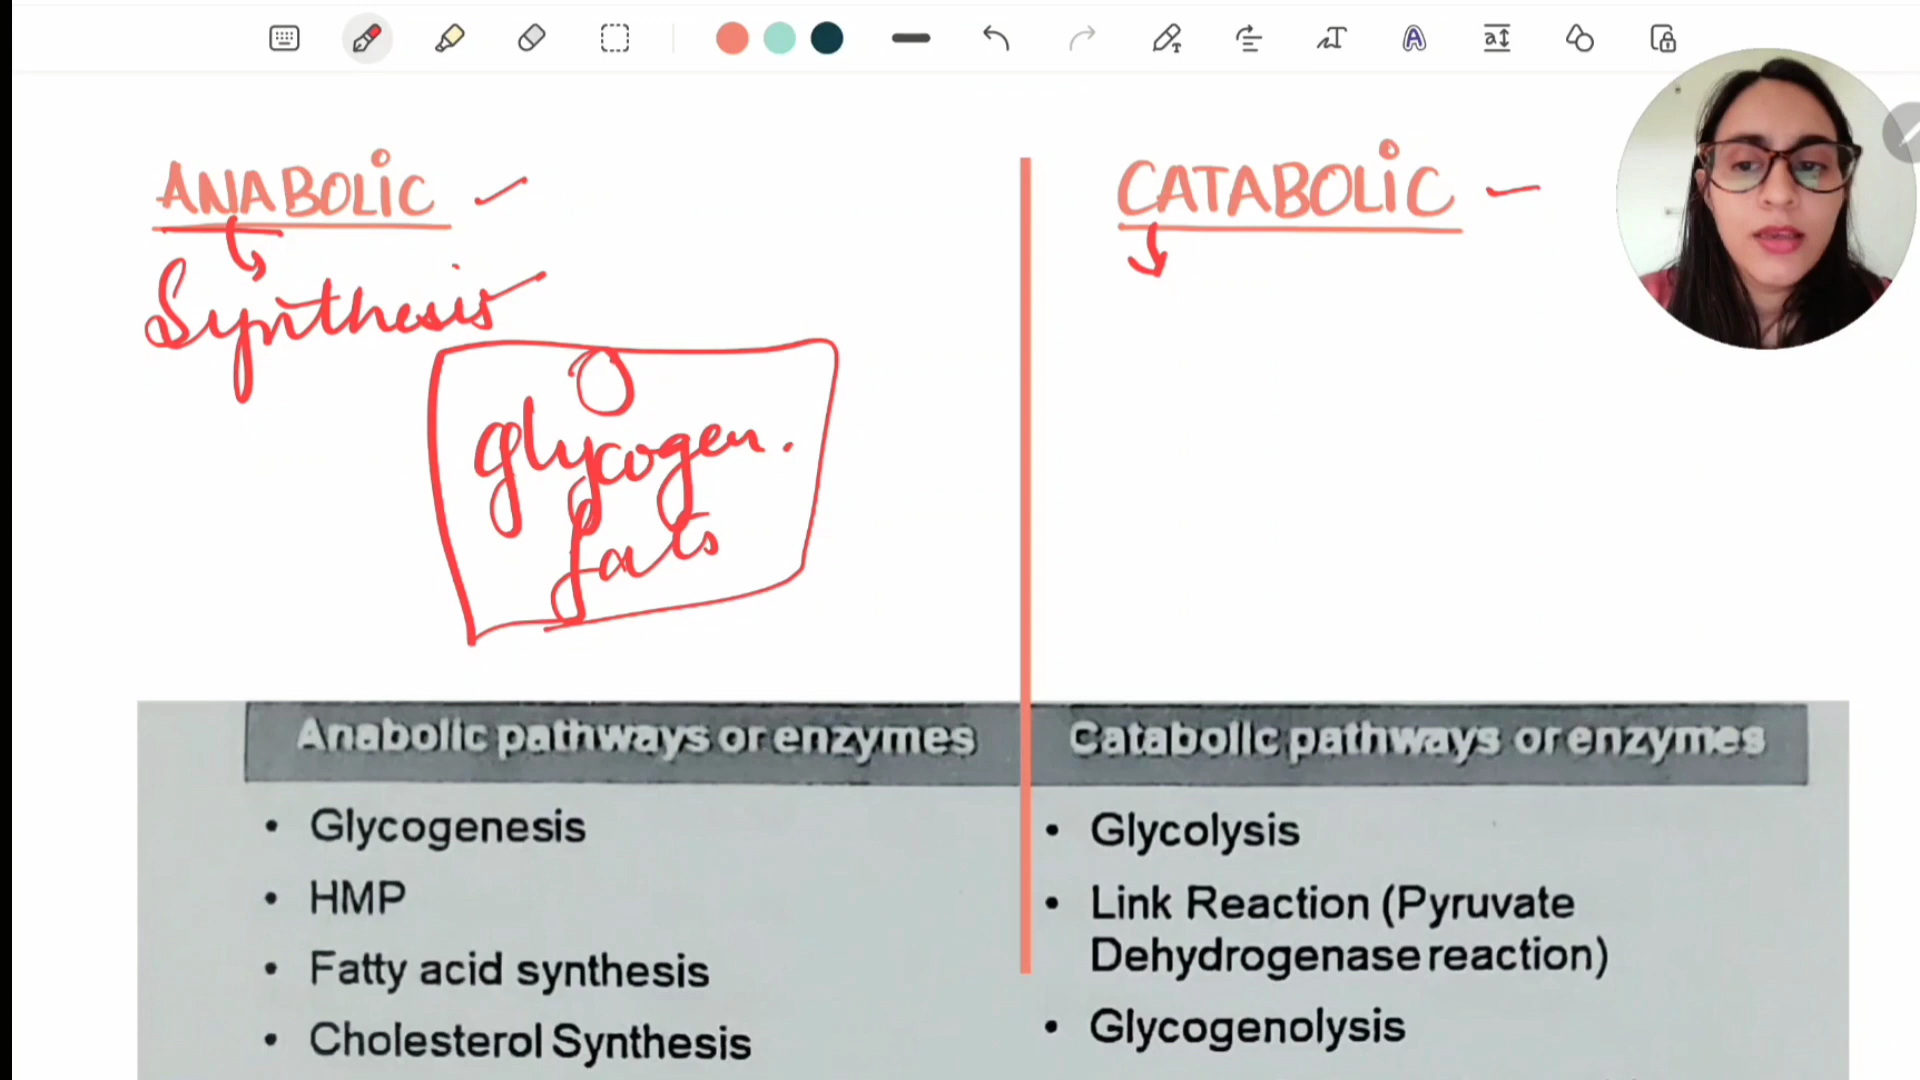 ANABOLiC
Synthesis
glycogen.
fats
CATABOLiC
Anabolic pathways or enzymes
• Glycogenesis
• HMP
• Fatty acid synthesis
• Cholesterol Synthesis
Catabolic pathways or enzymes
• Glycolysis
• Link Reaction (Pyruvate
Dehydrogenase reaction)
• Glycogenolysis